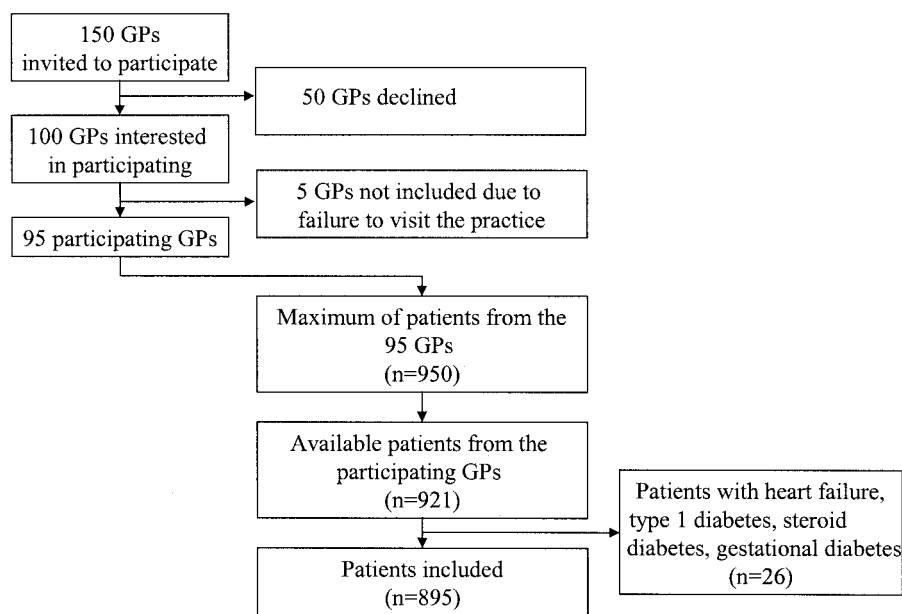 150 GPs
invited to participate
50 GPs declined
100 GPs interested
in participating
5 GPs not included due to
failure to visit the practice
95 participating GPs
Maximum of patients from the
95 GPs
(n=950)
Available patients from the
participating GPs
(n=921)
Patients with heart failure,
type 1 diabetes, steroid
diabetes, gestational diabetes
(n=26)
Patients included
(n=895)